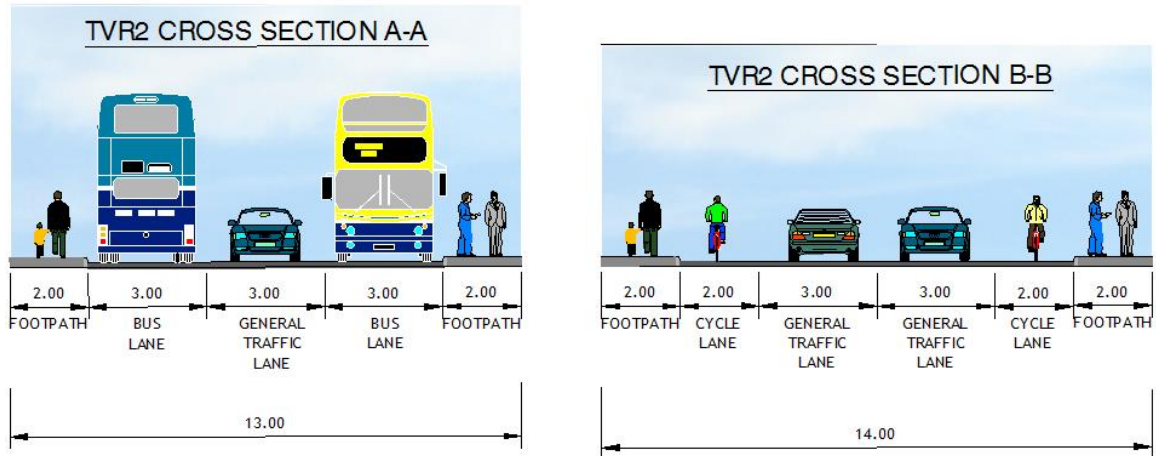 TVR2 CROSS SECTION A-A
2.00 3.00 3.00 3.00 2.00
FOOTPATH BUS GENERAL BUS FOOTPATH
LANE TRAFFIC LANE
LANE
13.00
TVR2 CROSS SECTION B-B
2.00 2.00 3.00 3.00 2.00 2.00
FOOTPATH CYCLE GENERAL GENERAL CYCLE FOOTPATH
LANE TRAFFIC TRAFFIC LANE
LANE LANE
14.00